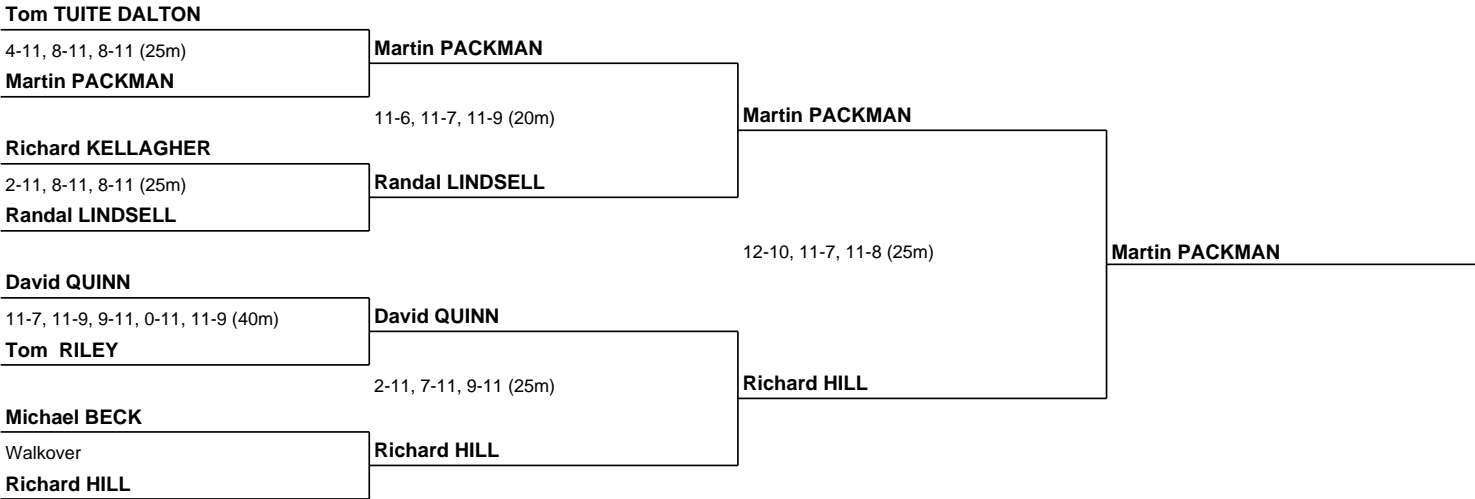 Tom TUITE DALTON
4-11, 8-11, 8-11 (25m)
Martin PACKMAN
Richard KELLAGHER
2-11, 8-11, 8-11 (25m)
Randal LINDSELL
David QUINN
11-7, 11-9, 9-11, 0-11, 11-9 (40m)
Tom  RILEY
Michael BECK
Walkover
Richard HILL
Martin PACKMAN
11-6, 11-7, 11-9 (20m)
Randal LINDSELL
David QUINN
2-11, 7-11, 9-11 (25m)
Richard HILL
Martin PACKMAN
12-10, 11-7, 11-8 (25m)
Richard HILL
Martin PACKMAN